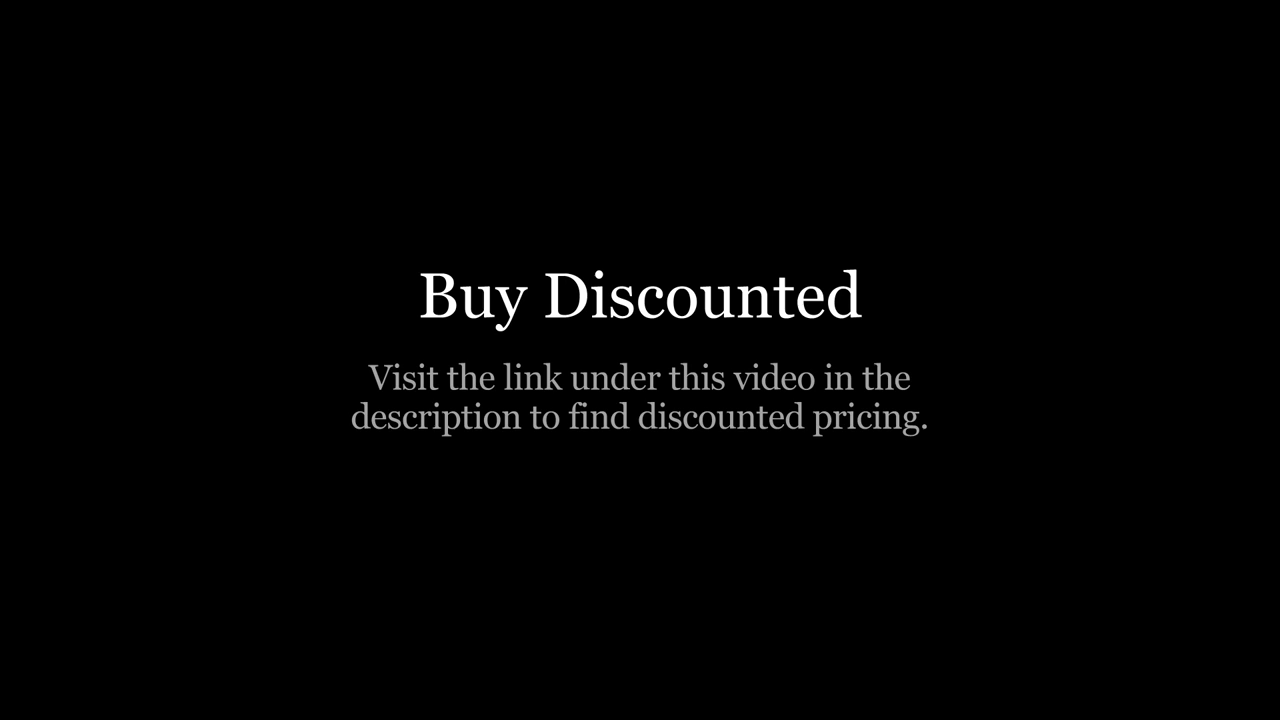 Buy Discounted
Visit the link under this video in the
description to find discounted pricing.